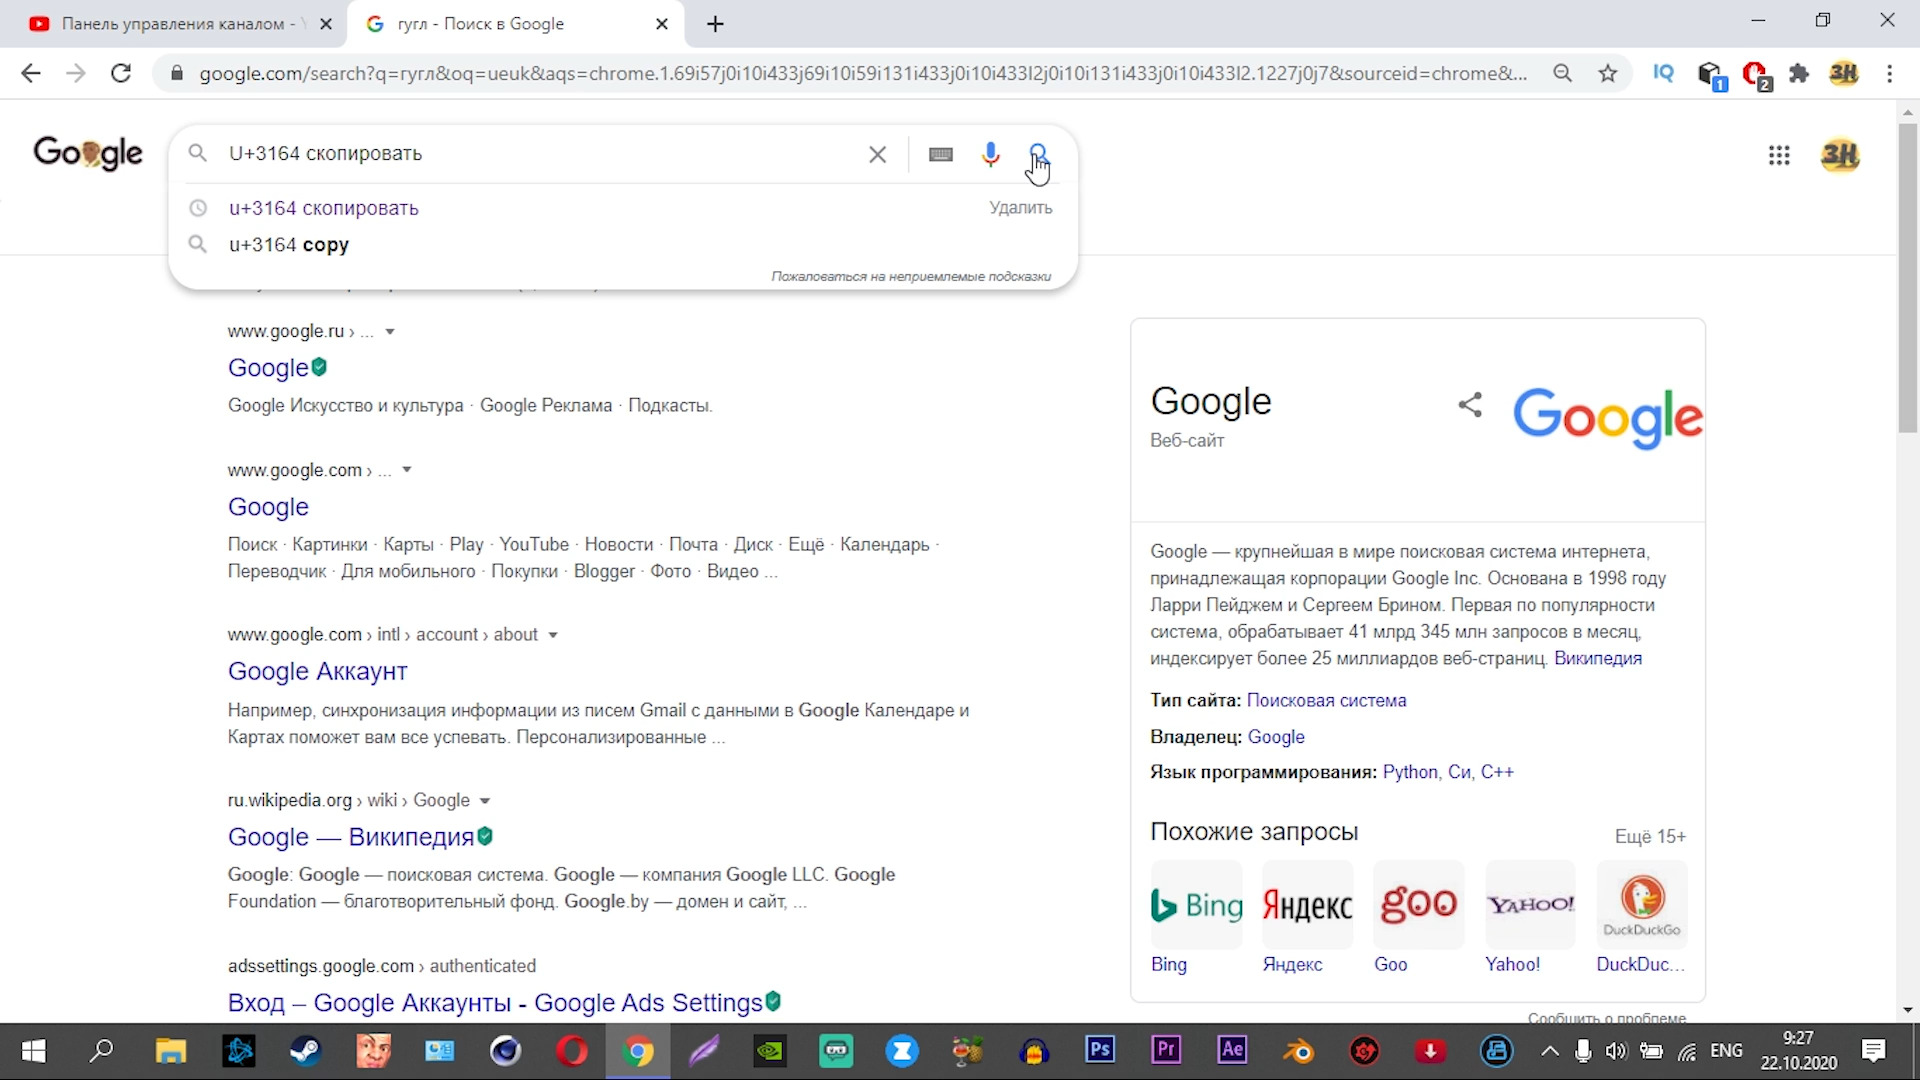 Панель управления каналом -
гугл - Поиск в Google
google.com/search?q=гугл&oq=ueuk&aqs=chrome.1.69i57j0i10i433j69i10i59i131i433j0i10i433l2j0i10i131i433j0i10i433l2.1227j0j7&sourceid=chrome&...
IQ
1
2
ЗН
Google
U+3164 скопировать
ЗН
u+3164 скопировать
Удалить
u+3164 copy
Пожаловаться на неприемлемые подсказки
www.google.ru › ...
Google
Google Искусство и культура · Google Реклама · Подкасты.
www.google.com › ...
Google
Поиск · Картинки · Карты · Play · YouTube · Новости · Почта · Диск · Ещё · Календарь ·
Переводчик · Для мобильного · Покупки · Blogger · Фото · Видео ...
www.google.com › intl › account › about
Google Аккаунт
Например, синхронизация информации из писем Gmail с данными в Google Календаре и
Картах поможет вам все успевать. Персонализированные ...
ru.wikipedia.org › wiki › Google
Google — Википедия
Google: Google — поисковая система. Google — компания Google LLC. Google
Foundation — благотворительный фонд. Google.by — домен и сайт, ...
adssettings.google.com › authenticated
Вход – Google Аккаунты - Google Ads Settings
Google
Веб-сайт
Google
Google — крупнейшая в мире поисковая система интернета,
принадлежащая корпорации Google Inc. Основана в 1998 году
Ларри Пейджем и Сергеем Брином. Первая по популярности
система, обрабатывает 41 млрд 345 млн запросов в месяц,
индексирует более 25 миллиардов веб-страниц. Википедия
Тип сайта: Поисковая система
Владелец: Google
Язык программирования: Python, Си, C++
Похожие запросы
Ещё 15+
Bing
Яндекс
goo
YAHOO!
DuckDuckGo
Bing
Яндекс
Goo
Yahoo!
DuckDuc...
Сообщить о проблеме
Ps
Pr
Ae
ENG
9:27
22.10.2020